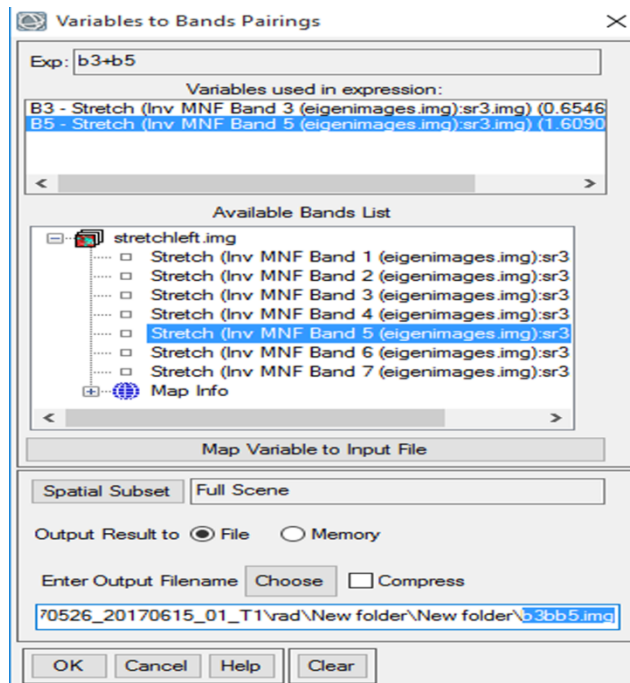 Variables to Bands Pairings
Exp: b3+b5
Variables used in expression:
B3 - Stretch (Inv MNF Band 3 (eigenimages.img):sr3.img) (0.6546
B5 - Stretch (Inv MNF Band 5 (eigenimages.img):sr3.img) (1.6090
Available Bands List
stretchleft.img
Stretch (Inv MNF Band 1 (eigenimages.img):sr3
Stretch (Inv MNF Band 2 (eigenimages.img):sr3
Stretch (Inv MNF Band 3 (eigenimages.img):sr3
Stretch (Inv MNF Band 4 (eigenimages.img):sr3
Stretch (Inv MNF Band 5 (eigenimages.img):sr3
Stretch (Inv MNF Band 6 (eigenimages.img):sr3
Stretch (Inv MNF Band 7 (eigenimages.img):sr3
Map Info
Map Variable to Input File
Spatial Subset Full Scene
Output Result to File Memory
Enter Output Filename Choose Compress
70526_20170615_01_T1\rad\New folder\New folder\b3bb5.img
OK Cancel Help Clear